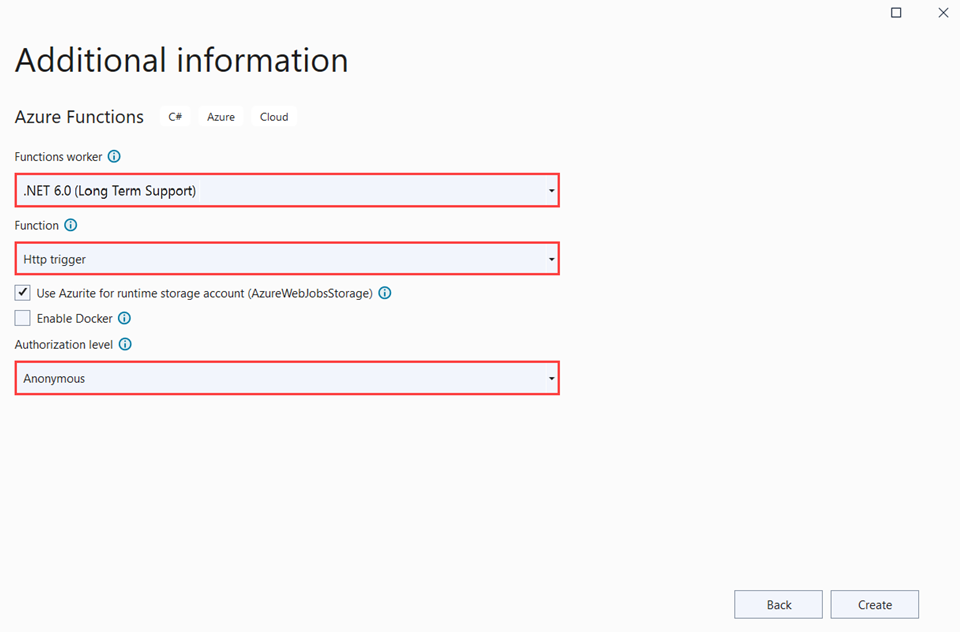 Additional information
Azure Functions C# Azure Cloud
Functions worker
.NET 6.0 (Long Term Support)
Function
Http trigger
Use Azurite for runtime storage account (AzureWebJobsStorage)
Enable Docker
Authorization level
Anonymous
Back Create